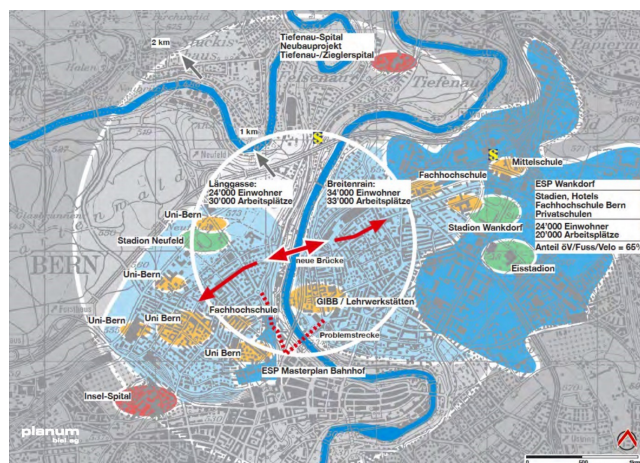 2 km
Tiefenau-Spital
Neubauprojekt
Tiefenau-/Zieglerspital
Tiefenau
1 km
Neufeld
Länggasse:
24'000 Einwohner
30'000 Arbeitsplätze
Breitenrain:
34'000 Einwohner
33'000 Arbeitsplätze
Mittelschule
Fachhochschule
ESP Wankdorf
Stadien, Hotels
Fachhochschule Bern
Privatschulen
24'000 Einwohner
20'000 Arbeitsplätze
Anteil öV/Fuss/Velo = 65%
Uni-Bern
Stadion Neufeld
Stadion Wankdorf
BERN
neue Brücke
Eisstadion
Uni-Bern
GIBB / Lehrwerkstätten
Uni-Bern
Uni Bern
Fachhochschule
Problemstrecke
Uni Bern
ESP Masterplan Bahnhof
Insel-Spital
planum
biel ag
0
500